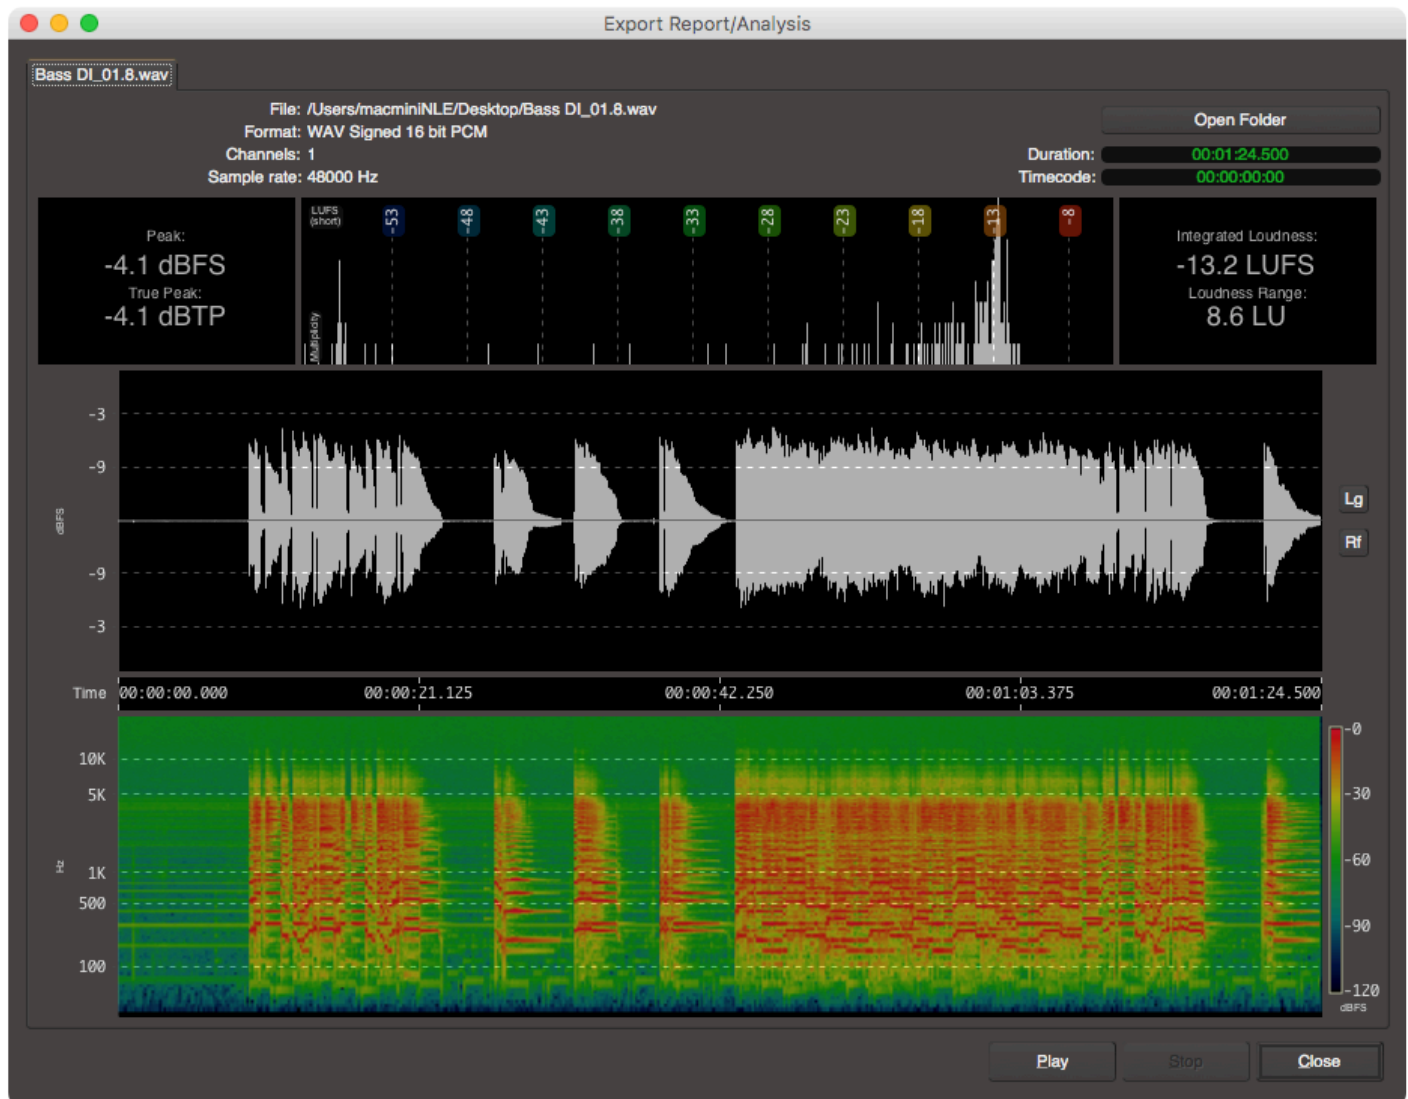 Export Report/Analysis
Bass DI_01.8.wav
File: /Users/macminiNLE/Desktop/Bass DI_01.8.wav
Format: WAV Signed 16 bit PCM
Channels: 1
Sample rate: 48000 Hz
Open Folder
Duration: 00:01:24.500
Timecode: 00:00:00:00
Peak:
-4.1 dBFS
True Peak:
-4.1 dBTP
LUFS
(short)
-53 -48 -43 -38 -33 -28 -23 -18 -13 -8
Multiplicity
Integrated Loudness:
-13.2 LUFS
Loudness Range:
8.6 LU
-3
-9
dBFS
-9
-3
Lg
Rf
Time 00:00:00.000 00:00:21.125 00:00:42.250 00:01:03.375 00:01:24.500
10K
5K
Hz
1K
500
100
-0
-30
-60
-90
-120
dBFS
Play
Stop
Close